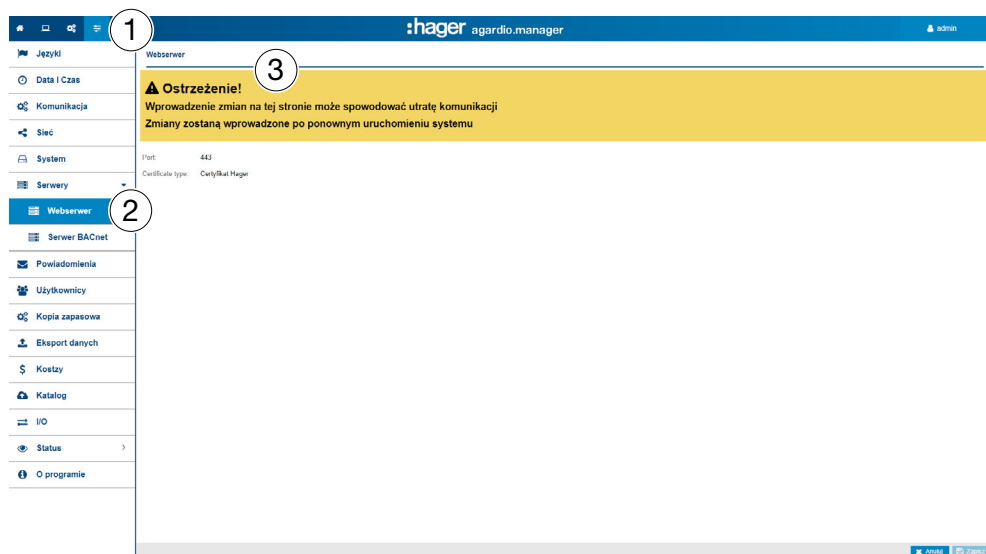 1
:hager agardio.manager
admin
Języki
Data I Czas
Komunikacja
Sieć
System
Serwery
Webserwer
2
Serwer BACnet
Powiadomienia
Użytkownicy
Kopia zapasowa
Eksport danych
Koszty
Katalog
I/O
Status
O programie
Webserwer
3
Ostrzeżenie!
Wprowadzenie zmian na tej stronie może spowodować utratę komunikacji
Zmiany zostaną wprowadzone po ponownym uruchomieniu systemu
Port: 443
Certificate type: Certyfikat Hager
Anuluj Zapisz